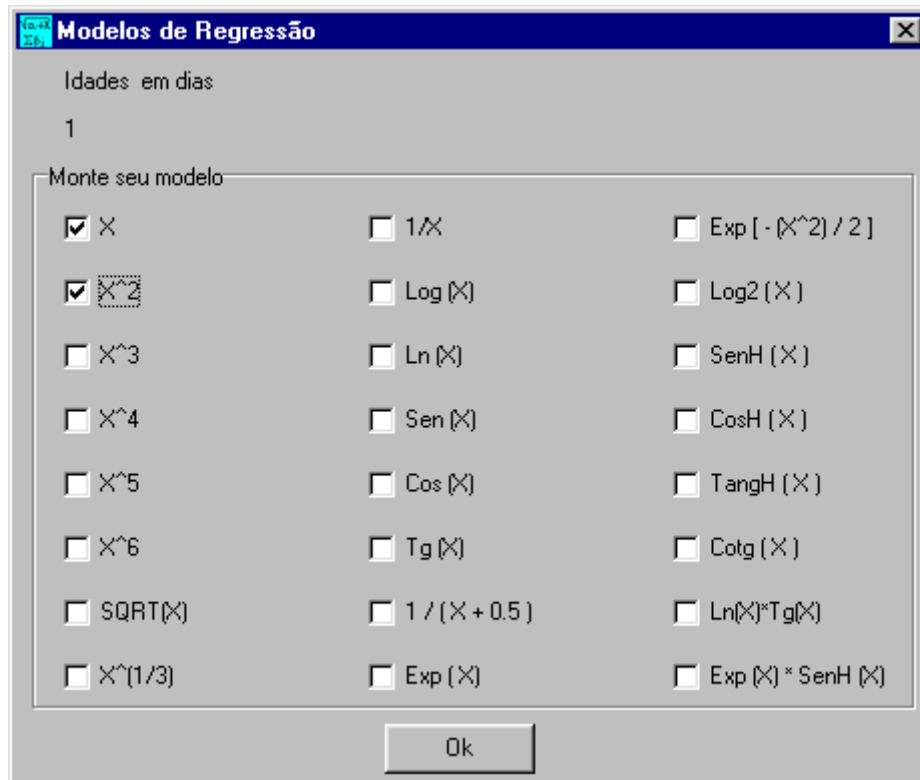 Modelos de Regressão
Idades em dias
1
Monte seu modelo
X 1/X Exp [ - (X^2) / 2 ]
X^2 Log (X) Log2 ( X )
X^3 Ln (X) SenH ( X )
X^4 Sen (X) CosH ( X )
X^5 Cos (X) TangH ( X )
X^6 Tg (X) Cotg ( X )
SQRT(X) 1 / ( X + 0.5 ) Ln(X)*Tg(X)
X^(1/3) Exp ( X) Exp (X) * SenH (X)
Ok